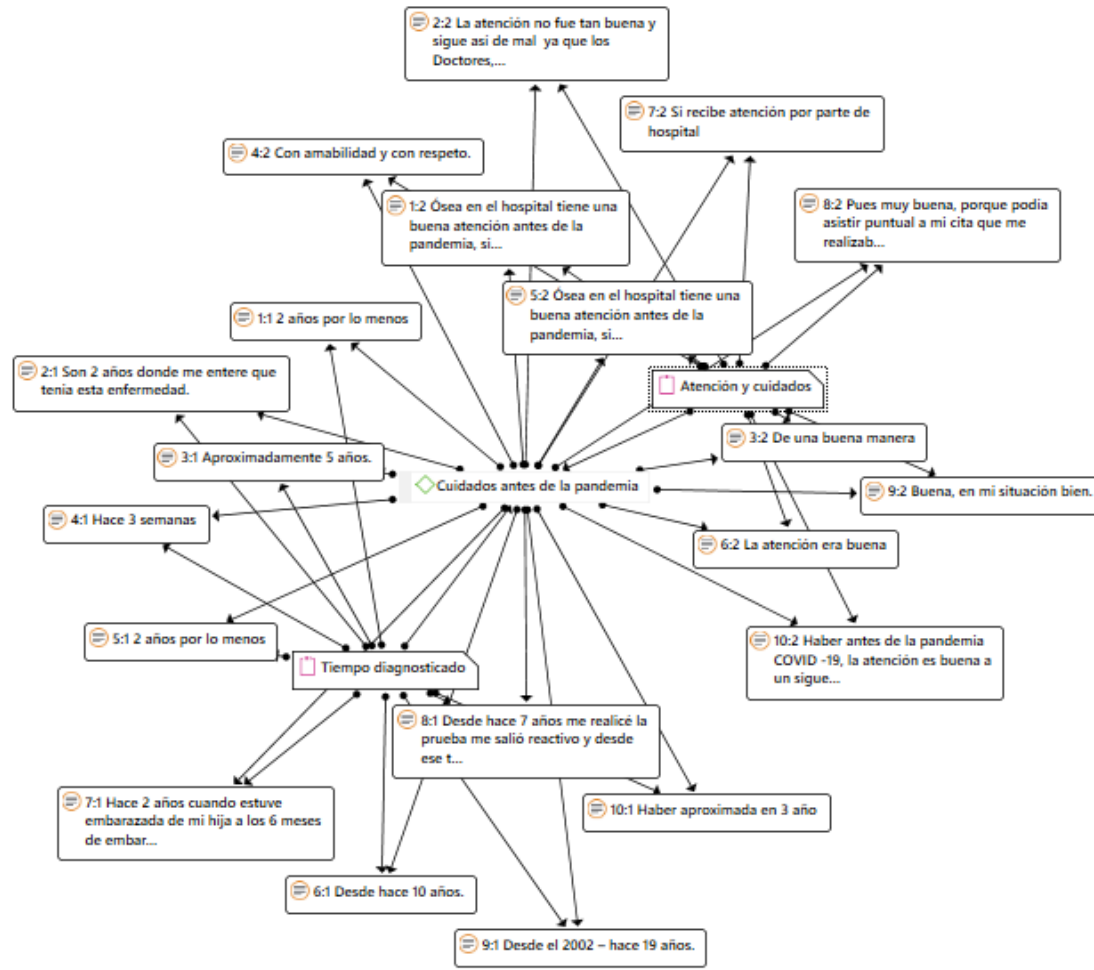 2:2 La atención no fue tan buena y
sigue asi de mal ya que los
Doctores,...
7:2 Si recibe atención por parte de
hospital
4:2 Con amabilidad y con respeto.
1:2 Ósea en el hospital tiene una
buena atención antes de la
pandemia, si...
8:2 Pues muy buena, porque podía
asistir puntual a mi cita que me
realizab...
5:2 Ósea en el hospital tiene una
buena atención antes de la
pandemia, si...
1:1 2 años por lo menos
2:1 Son 2 años donde me entere que
tenía esta enfermedad.
Atención y cuidados
3:2 De una buena manera
3:1 Aproximadamente 5 años.
Cuidados antes de la pandemia
9:2 Buena, en mi situación bien.
4:1 Hace 3 semanas
6:2 La atención era buena
5:1 2 años por lo menos
10:2 Haber antes de la pandemia
COVID -19, la atención es buena a
un sigue...
Tiempo diagnosticado
8:1 Desde hace 7 años me realicé la
prueba me salió reactivo y desde
ese t...
7:1 Hace 2 años cuando estuve
embarazada de mi hija a los 6 meses
de embar...
10:1 Haber aproximada en 3 año
6:1 Desde hace 10 años.
9:1 Desde el 2002 – hace 19 años.